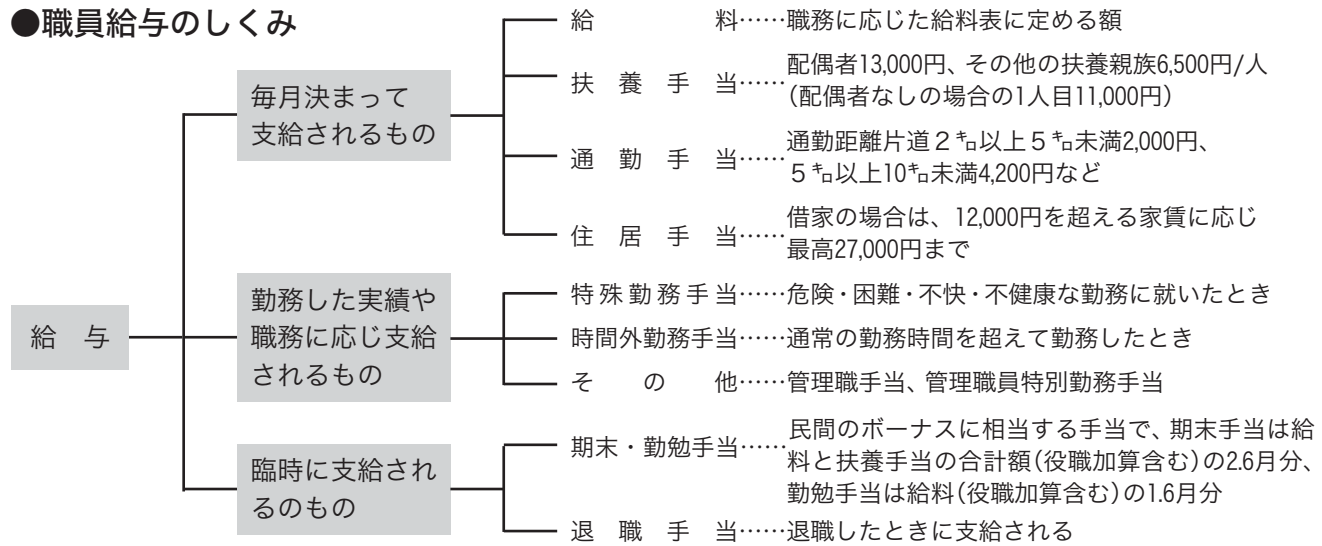 ●職員給与のしくみ
給与
毎月決まって
支給されるもの
給料……職務に応じた給料表に定める額
扶養手当……配偶者13,000円、その他の扶養親族6,500円/人
(配偶者なしの場合の1人目11,000円)
通勤手当……通勤距離片道2㌔以上5㌔未満2,000円、
5㌔以上10㌔未満4,200円など
住居手当……借家の場合は、12,000円を超える家賃に応じ
最高27,000円まで
勤務した実績や
職務に応じ支給
されるもの
特殊勤務手当……危険・困難・不快・不健康な勤務に就いたとき
時間外勤務手当……通常の勤務時間を超えて勤務したとき
その他……管理職手当、管理職員特別勤務手当
臨時に支給され
るのもの
期末・勤勉手当……民間のボーナスに相当する手当で、期末手当は給
料と扶養手当の合計額(役職加算含む)の2.6月分、
勤勉手当は給料(役職加算含む)の1.6月分
退職手当……退職したときに支給される